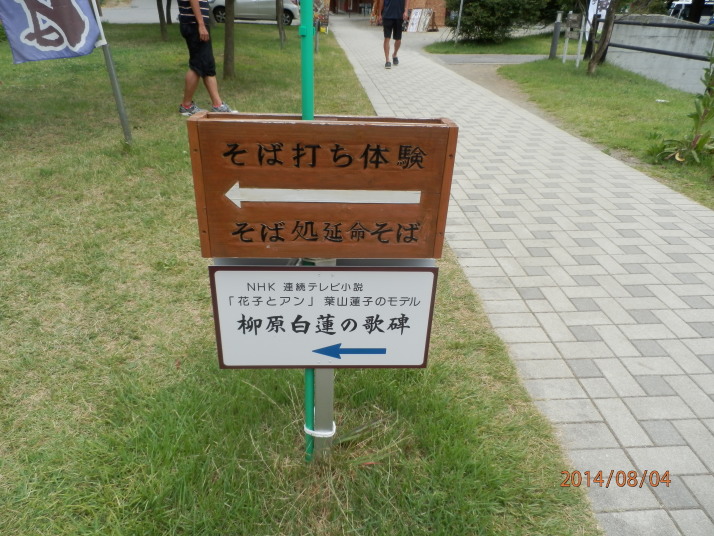 そば打ち体験
そば処延命そば
NHK 連続テレビ小説
「花子とアン」 葉山蓮子のモデル
柳原白蓮の歌碑
2014/08/04